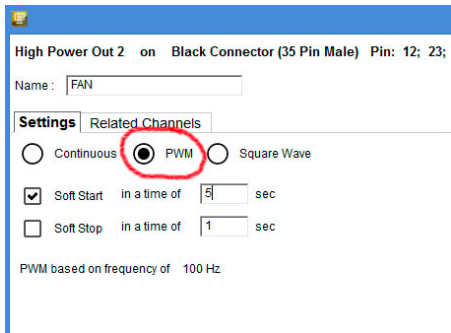 High Power Out 2 on Black Connector (35 Pin Male) Pin: 12; 23;
Name : FAN
Settings Related Channels
Continuous PWM Square Wave
Soft Start in a time of 5 sec
Soft Stop in a time of 1 sec
PWM based on frequency of 100 Hz